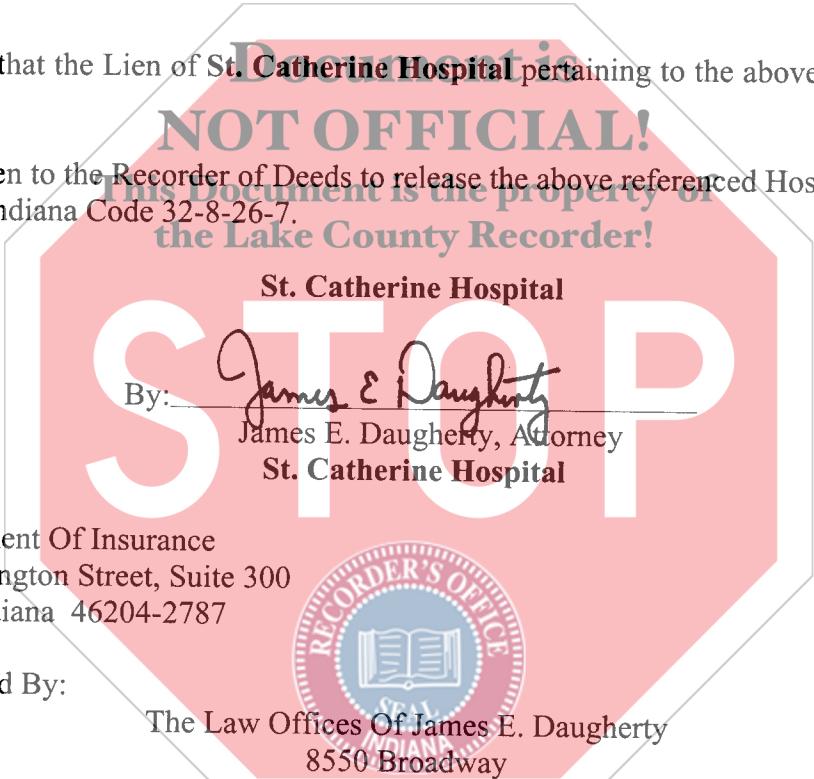 that the Lien of St. Catherine Hospital pertaining to the above
Document is
NOT OFFICIAL!
en to the Recorder of Deeds to release the above referenced Hos
This Document is the property of
ndiana Code 32-8-26-7.
the Lake County Recorder!
St. Catherine Hospital
STOP
By: James E Daugherty
James E. Daugherty, Attorney
St. Catherine Hospital
ent Of Insurance
ngton Street, Suite 300
iana 46204-2787
RECORDER'S OFFICE
SEAL
INDIANA
d By:
The Law Offices Of James E. Daugherty
8550 Broadway